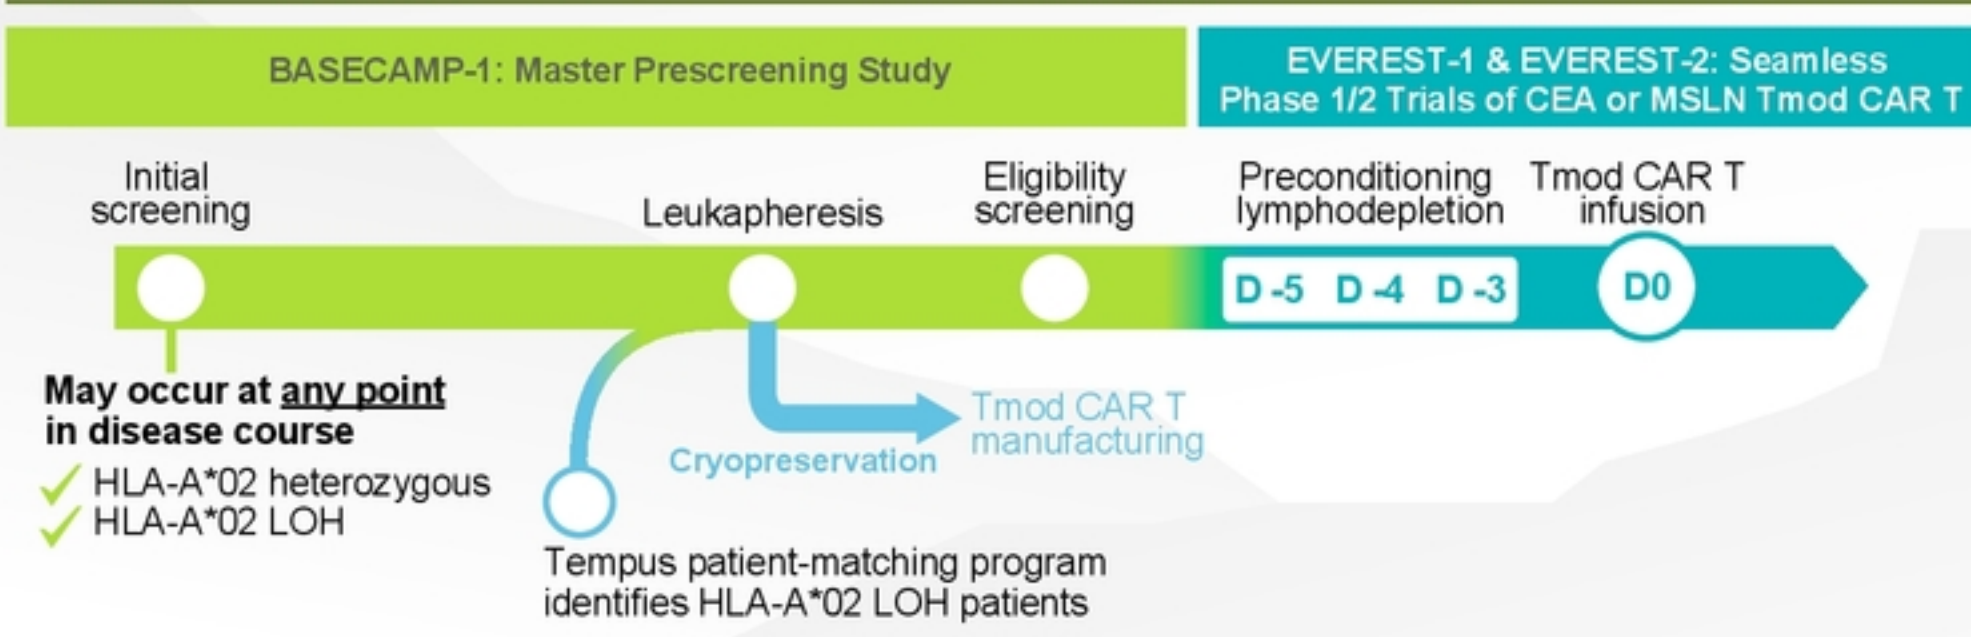 BASECAMP-1: Master Prescreening Study
EVEREST-1 & EVEREST-2: Seamless
Phase 1/2 Trials of CEA or MSLN Tmod CAR T
Initial
screening
Leukapheresis
Eligibility
screening
Preconditioning
lymphodepletion
Tmod CAR T
infusion
D -5 D -4 D -3
D0
May occur at any point
in disease course
✓ HLA-A*02 heterozygous
✓ HLA-A*02 LOH
Cryopreservation
Tmod CAR T
manufacturing
Tempus patient-matching program
identifies HLA-A*02 LOH patients